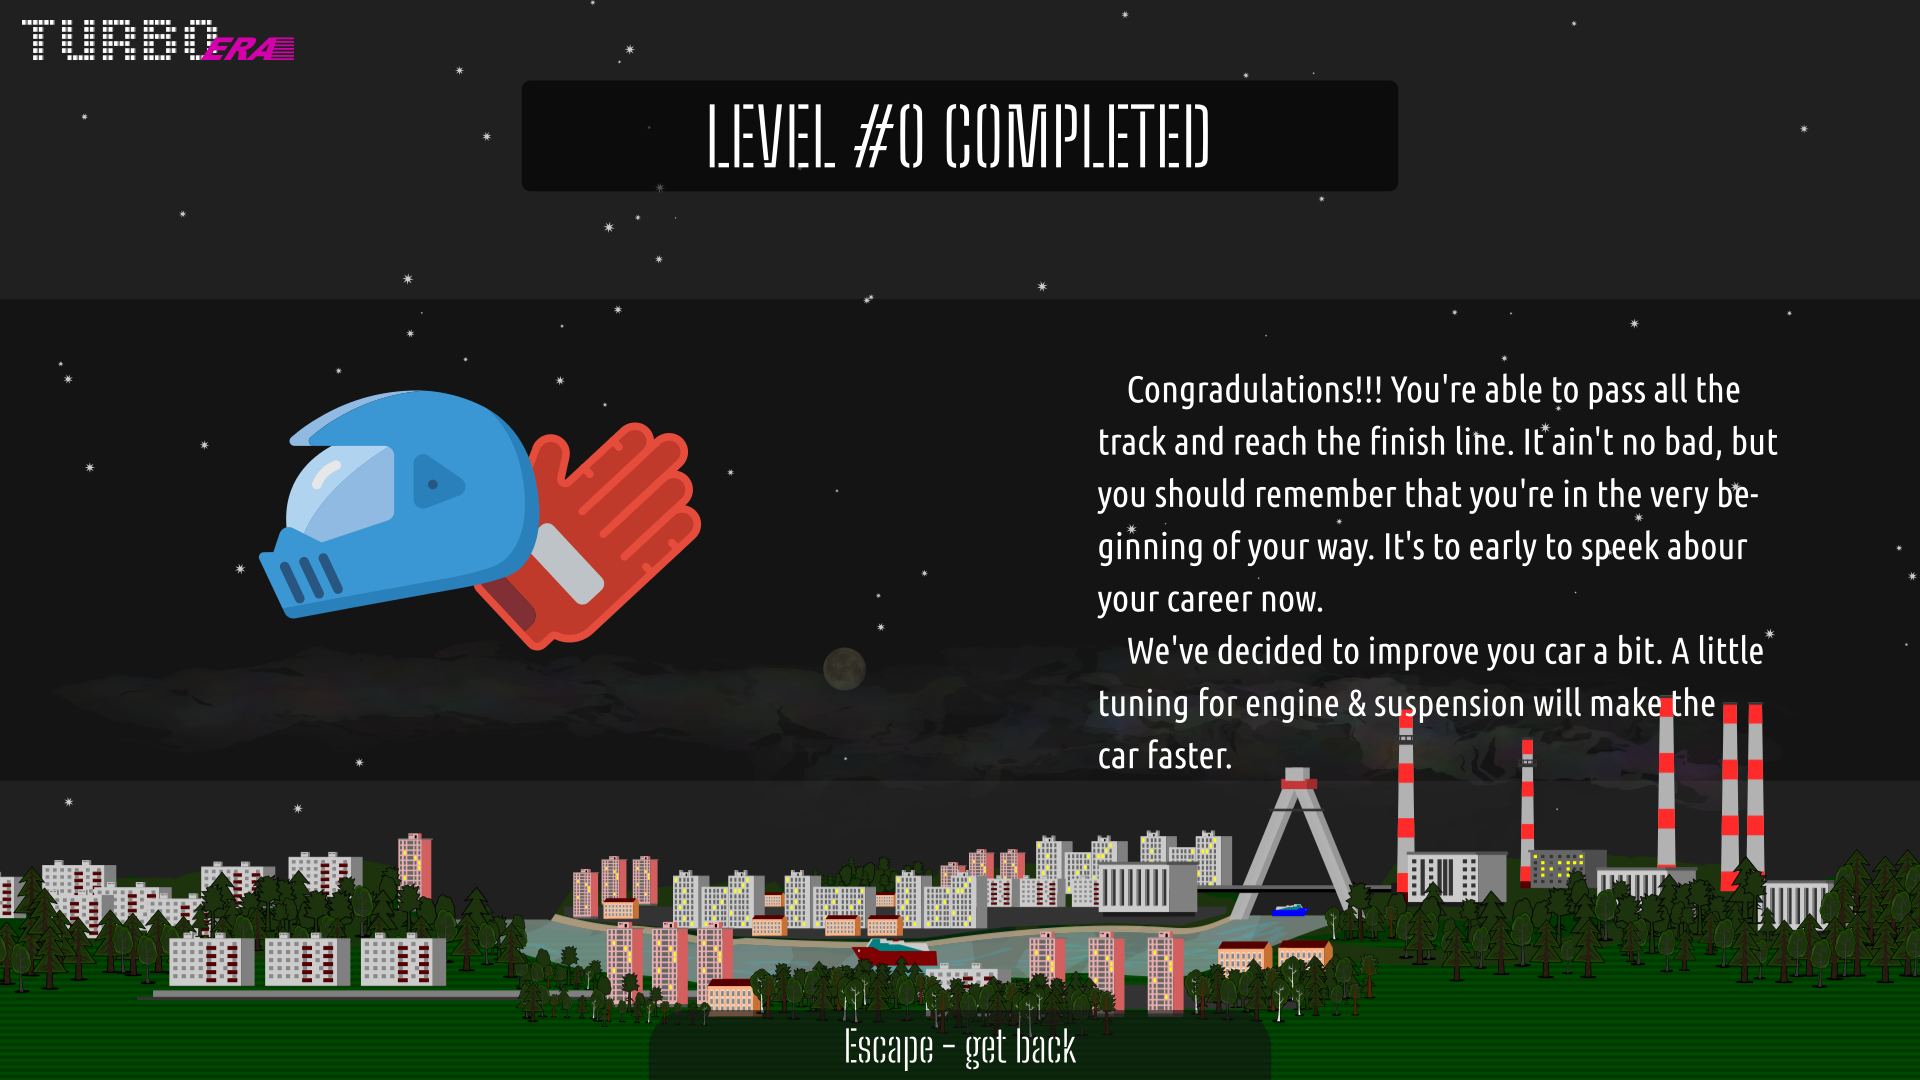 TURBO ERA
LEVEL #0 COMPLETED
Congradulations!!! You're able to pass all the
track and reach the finish line. It ain't no bad, but
you should remember that you're in the very be-
ginning of your way. It's to early to speek abour
your career now.
We've decided to improve you car a bit. A little
tuning for engine & suspension will make the
car faster.
Escape - get back